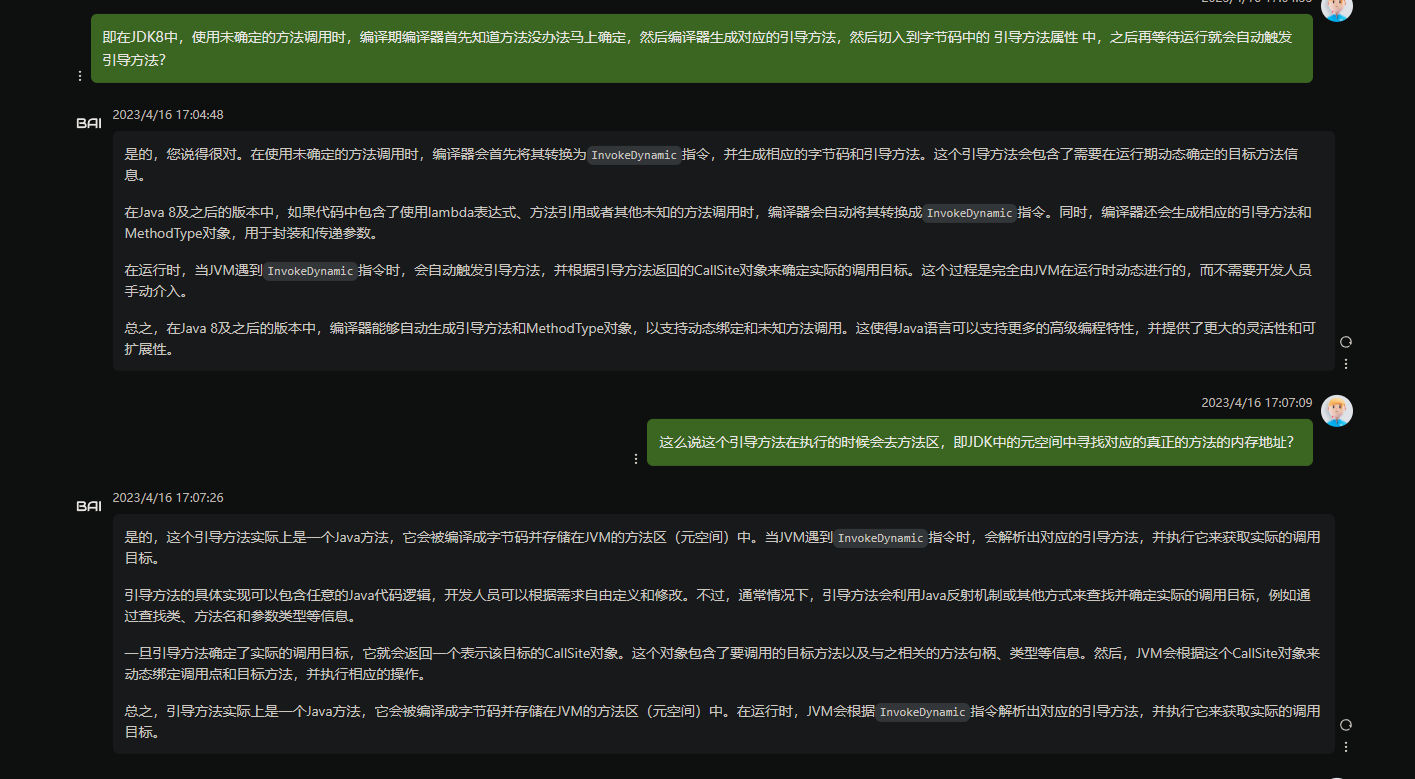 即在JDK8中，使用未确定的方法调用时，编译期编译器首先知道方法没办法马上确定，然后编译器生成对应的引导方法，然后切入到字节码中的 引导方法属性 中，之后再等待运行就会自动触发
引导方法？
2023/4/16 17:04:48
BAI
是的，您说得很对。在使用未确定的方法调用时，编译器会首先将其转换为InvokeDynamic指令，并生成相应的字节码和引导方法。这个引导方法会包含了需要在运行期动态确定的目标方法信
息。
在Java 8及之后的版本中，如果代码中包含了使用lambda表达式、方法引用或者其他未知的方法调用时，编译器会自动将其转换成InvokeDynamic指令。同时，编译器还会生成相应的引导方法和
MethodType对象，用于封装和传递参数。
在运行时，当JVM遇到InvokeDynamic指令时，会自动触发引导方法，并根据引导方法返回的CallSite对象来确定实际的调用目标。这个过程是完全由JVM在运行时动态进行的，而不需要开发人员
手动介入。
总之，在Java 8及之后的版本中，编译器能够自动生成引导方法和MethodType对象，以支持动态绑定和未知方法调用。这使得Java语言可以支持更多的高级编程特性，并提供了更大的灵活性和可
扩展性。
2023/4/16 17:07:09
这么说这个引导方法在执行的时候会去方法区，即JDK中的元空间中寻找对应的真正的方法的内存地址？
2023/4/16 17:07:26
BAI
是的，这个引导方法实际上是一个Java方法，它会被编译成字节码并存储在JVM的方法区（元空间）中。当JVM遇到InvokeDynamic指令时，会解析出对应的引导方法，并执行它来获取实际的调用
目标。
引导方法的具体实现可以包含任意的Java代码逻辑，开发人员可以根据需求自由定义和修改。不过，通常情况下，引导方法会利用Java反射机制或其他方式来查找并确定实际的调用目标，例如通
过查找类、方法名和参数类型等信息。
一旦引导方法确定了实际的调用目标，它就会返回一个表示该目标的CallSite对象。这个对象包含了要调用的目标方法以及与之相关的方法句柄、类型等信息。然后，JVM会根据这个CallSite对象来
动态绑定调用点和目标方法，并执行相应的操作。
总之，引导方法实际上是一个Java方法，它会被编译成字节码并存储在JVM的方法区（元空间）中。在运行时，JVM会根据InvokeDynamic指令解析出对应的引导方法，并执行它来获取实际的调用
目标。